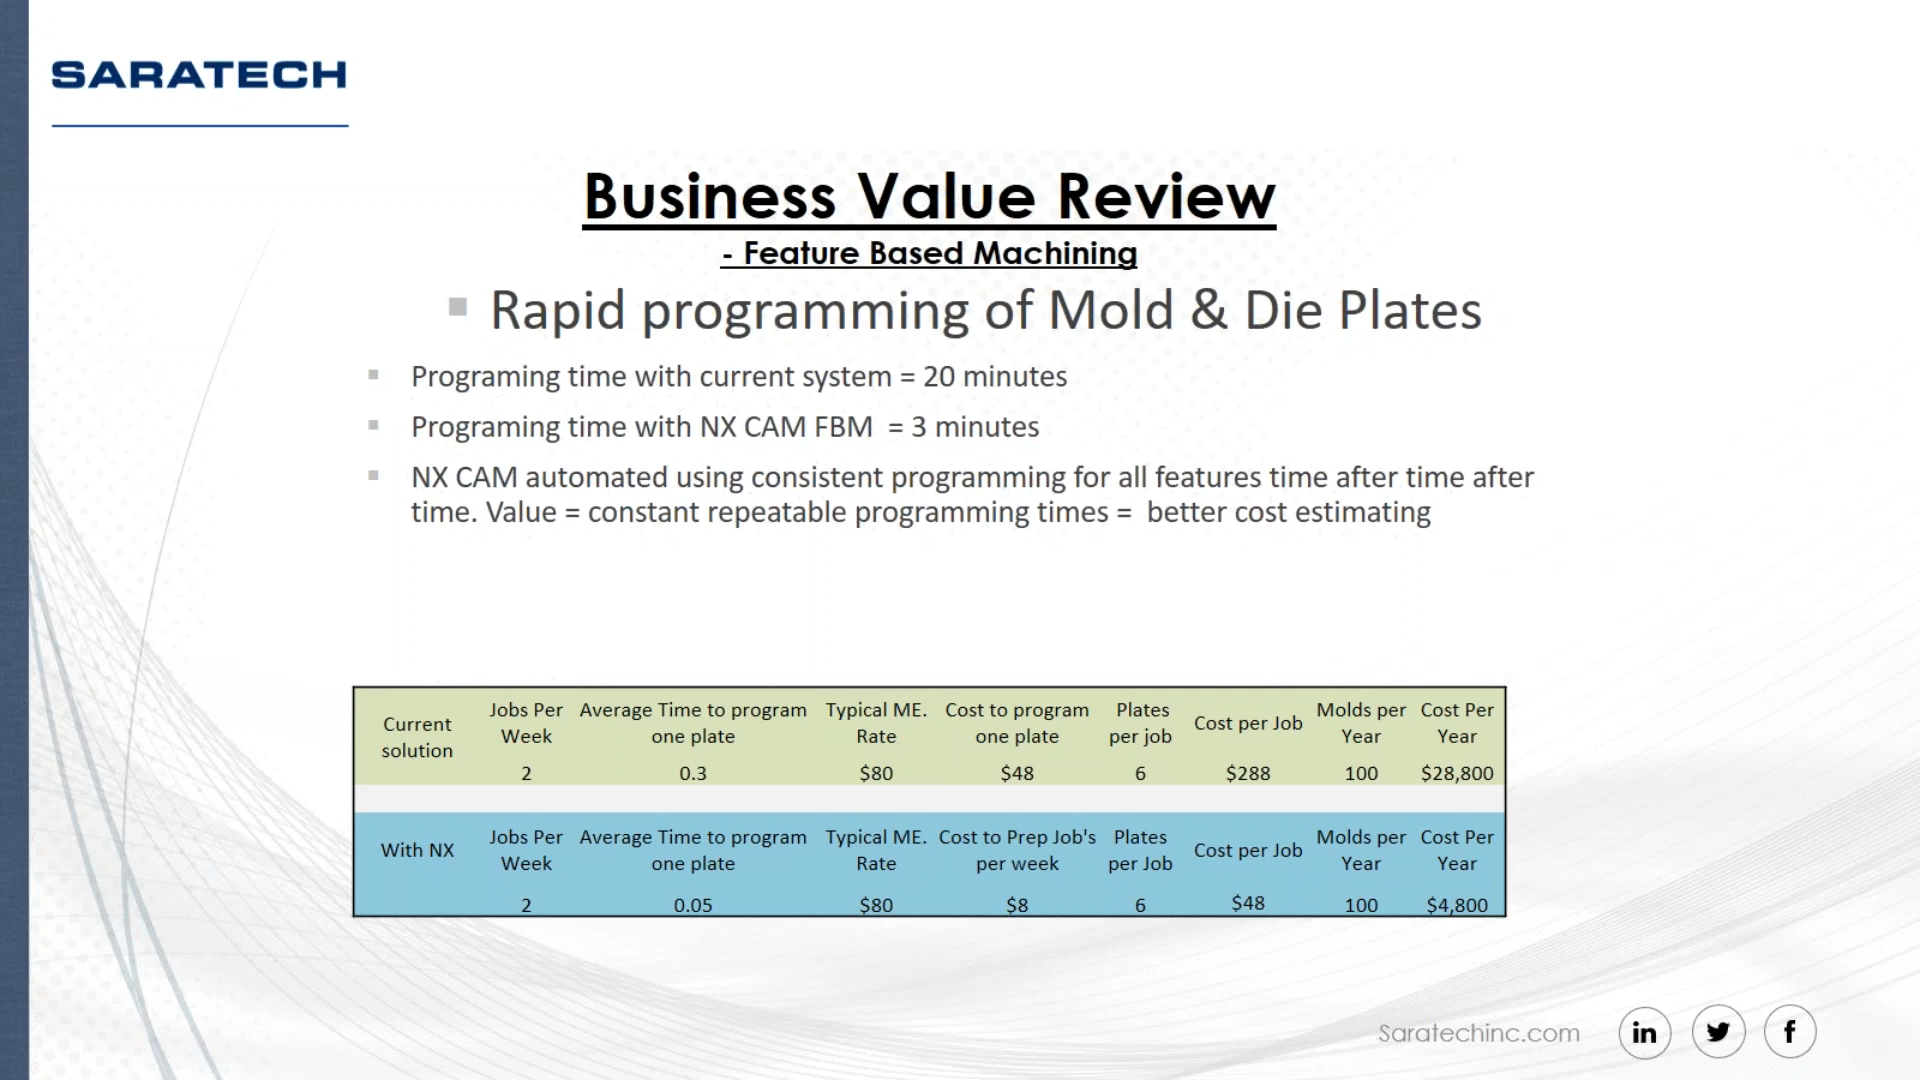 SARATECH
Business Value Review
- Feature Based Machining
▪ Rapid programming of Mold & Die Plates
▪ Programing time with current system = 20 minutes
▪ Programing time with NX CAM FBM = 3 minutes
▪ NX CAM automated using consistent programming for all features time after time after
time. Value = constant repeatable programming times = better cost estimating
Current solution | Jobs Per Week | Average Time to program one plate | Typical ME. Rate | Cost to program one plate | Plates per job | Cost per Job | Molds per Year | Cost Per Year
2 | 0.3 | $80 | $48 | 6 | $288 | 100 | $28,800
With NX | Jobs Per Week | Average Time to program one plate | Typical ME. Rate | Cost to Prep Job's per week | Plates per Job | Cost per Job | Molds per Year | Cost Per Year
2 | 0.05 | $80 | $8 | 6 | $48 | 100 | $4,800
Saratechinc.com in f